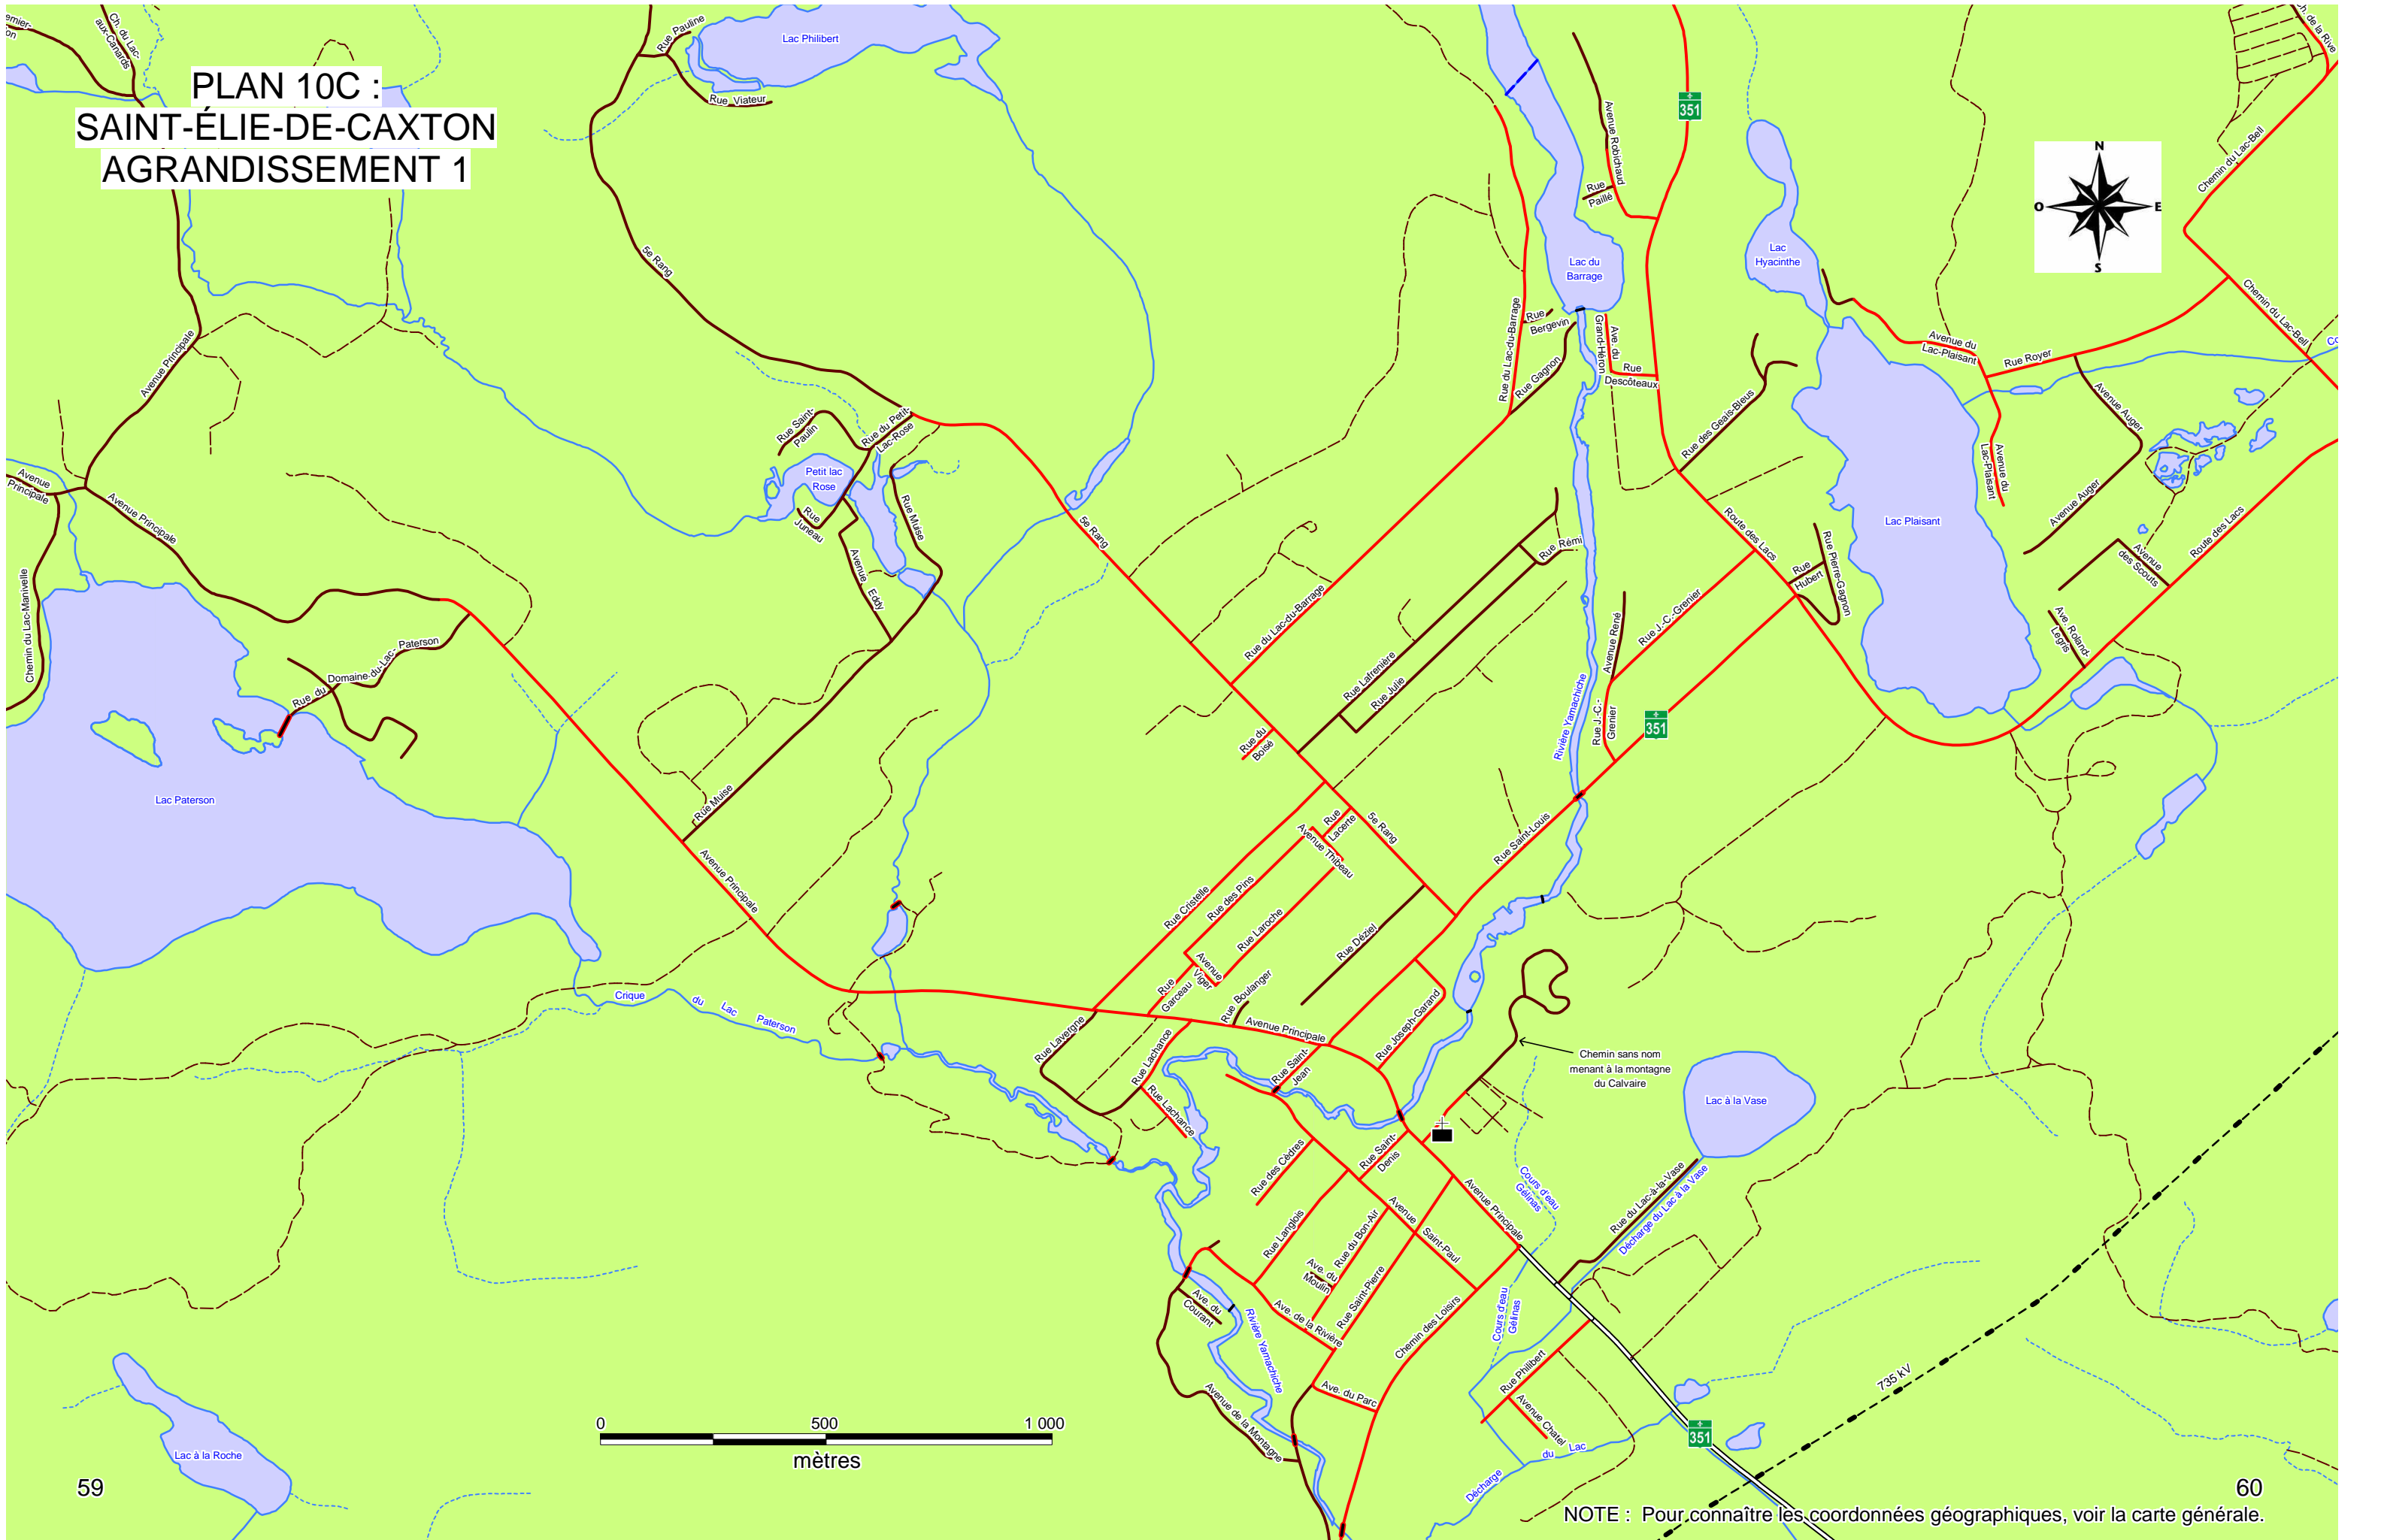 PLAN 10C :
SAINT-ÉLIE-DE-CAXTON
AGRANDISSEMENT 1
Ch. du Lac-
aux-Canards
Rue Pauline
Rue Viateur
Lac Philibert
351
Ch. de la Rive
Chemin du Lac-Bell
N
O
E
S
Avenue Robichaud
Rue
Paillé
Lac
Hyacinthe
Lac du
Barrage
5e Rang
Chemin du Lac-Bell
Avenue Principale
Rue du Lac-du-Barrage
Rue
Bergevin
Rue Gagnon
Ave. du
Grand-Héron
Rue
Descôteaux
Avenue du
Lac-Plaisant
Rue Royer
Rue Saint-
Paulin
Rue du Petit-
Lac-Rose
Petit lac
Rose
Rue
Juneau
Rue Muise
Avenue
Eddy
Rue des Geais-Bleus
Avenue Auger
Avenue du
Lac-Plaisant
Avenue Auger
Avenue
Principale
Avenue Principale
5e Rang
Route des Lacs
Lac Plaisant
Route des Lacs
Avenue
des Scouts
Rue Rémi
Rue
Hubert
Rue Pierre-Gagnon
Chemin du Lac-Manivelle
Rue du Lac-du-Barrage
Rue Lafrenière
Rue Julie
Avenue René
Rue J.-C.-Grenier
Ave. Roland-
Legris
Rue du Domaine-du-Lac- Paterson
Rivière Yamachiche
Rue J.-C.-
Grenier
351
Rue du
Boisé
Lac Paterson
Rue Muise
Avenue Principale
Rue
Lacerte
Avenue Thibeau
5e Rang
Rue Saint-Louis
Rue Cristelle
Rue des Pins
Rue Laroche
Rue Déziel
Avenue
Viger
Rue
Garceau
Rue Boulanger
Crique du Lac Paterson
Rue Lavergne
Rue Lachance
Avenue Principale
Rue Joseph-Garand
Rue Saint-
Jean
Chemin sans nom
menant à la montagne
du Calvaire
Lac à la Vase
Rue Lachance
Rue des Cèdres
Rue Saint-
Denis
Avenue Principale
Cours d'eau
Gélinas
Rue du Lac-à-la-Vase
Décharge du Lac à la Vase
Rue Langlois
Rue du Bon-Air
Avenue Saint-Paul
Ave. du
Moulin
Rue Saint-Pierre
Ave. du
Courant
Ave. de la Rivière
Chemin des Loisirs
Cours d'eau
Gélinas
Rivière Yamachiche
Rue Philibert
Avenue Chatel
Ave. du Parc
Avenue de la Montagne
735 kV
351
Décharge du Lac
0 500 1 000
mètres
Lac à la Roche
59
60
NOTE : Pour connaître les coordonnées géographiques, voir la carte générale.